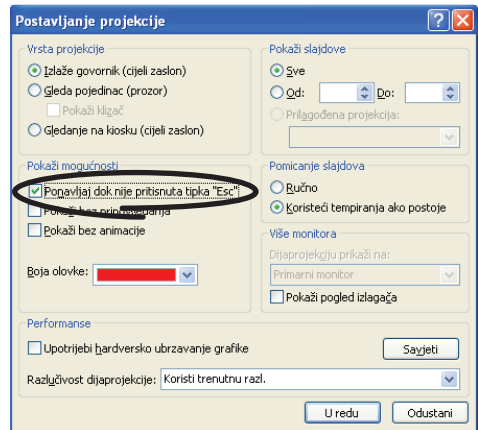 Postavljanje projekcije
Vrsta projekcije
Izlaže govornik (cijeli zaslon)
Gleda pojedinac (prozor)
Pokaži klizač
Gledanje na kiosku (cijeli zaslon)
Pokaži slajdove
Sve
Od: Do:
Prilagođena projekcija:
Pokaži mogućnosti
Ponavljaj dok nije pritisnuta tipka "Esc"
Pokaži bez pripovijedanja
Pokaži bez animacije
Boja olovke:
Pomicanje slajdova
Ručno
Koristeći tempiranja ako postoje
Više monitora
Dijaprojekciju prikaži na:
Primarni monitor
Pokaži pogled izlagača
Performanse
Upotrijebi hardversko ubrzavanje grafike
Savjeti
Razlučivost dijaprojekcije: Koristi trenutnu razl.
U redu Odustani